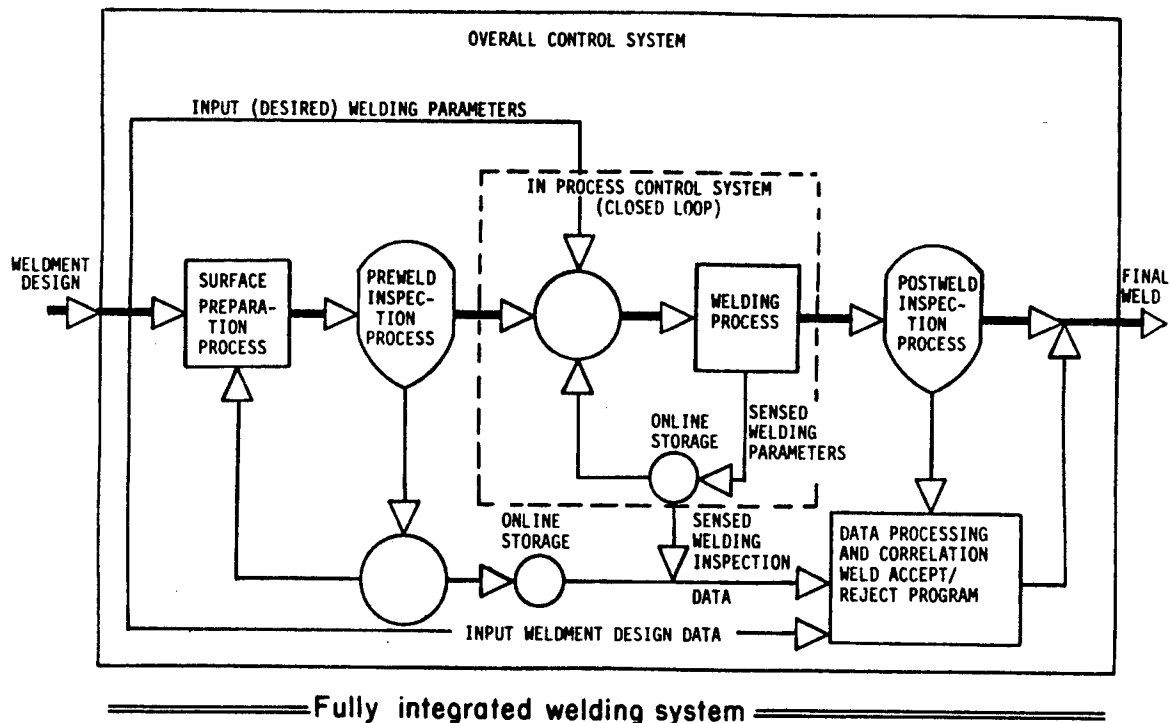 OVERALL CONTROL SYSTEM
INPUT (DESIRED) WELDING PARAMETERS
IN PROCESS CONTROL SYSTEM
(CLOSED LOOP)
WELDMENT
DESIGN
SURFACE
PREPARA-
TION
PROCESS
PREWELD
INSPEC-
TION
PROCESS
WELDING
PROCESS
POSTWELD
INSPEC-
TION
PROCESS
FINAL
WELD
ONLINE
STORAGE
SENSED
WELDING
PARAMETERS
ONLINE
STORAGE
SENSED
WELDING
INSPECTION
DATA
DATA PROCESSING
AND CORRELATION
WELD ACCEPT/
REJECT PROGRAM
INPUT WELDMENT DESIGN DATA
Fully integrated welding system